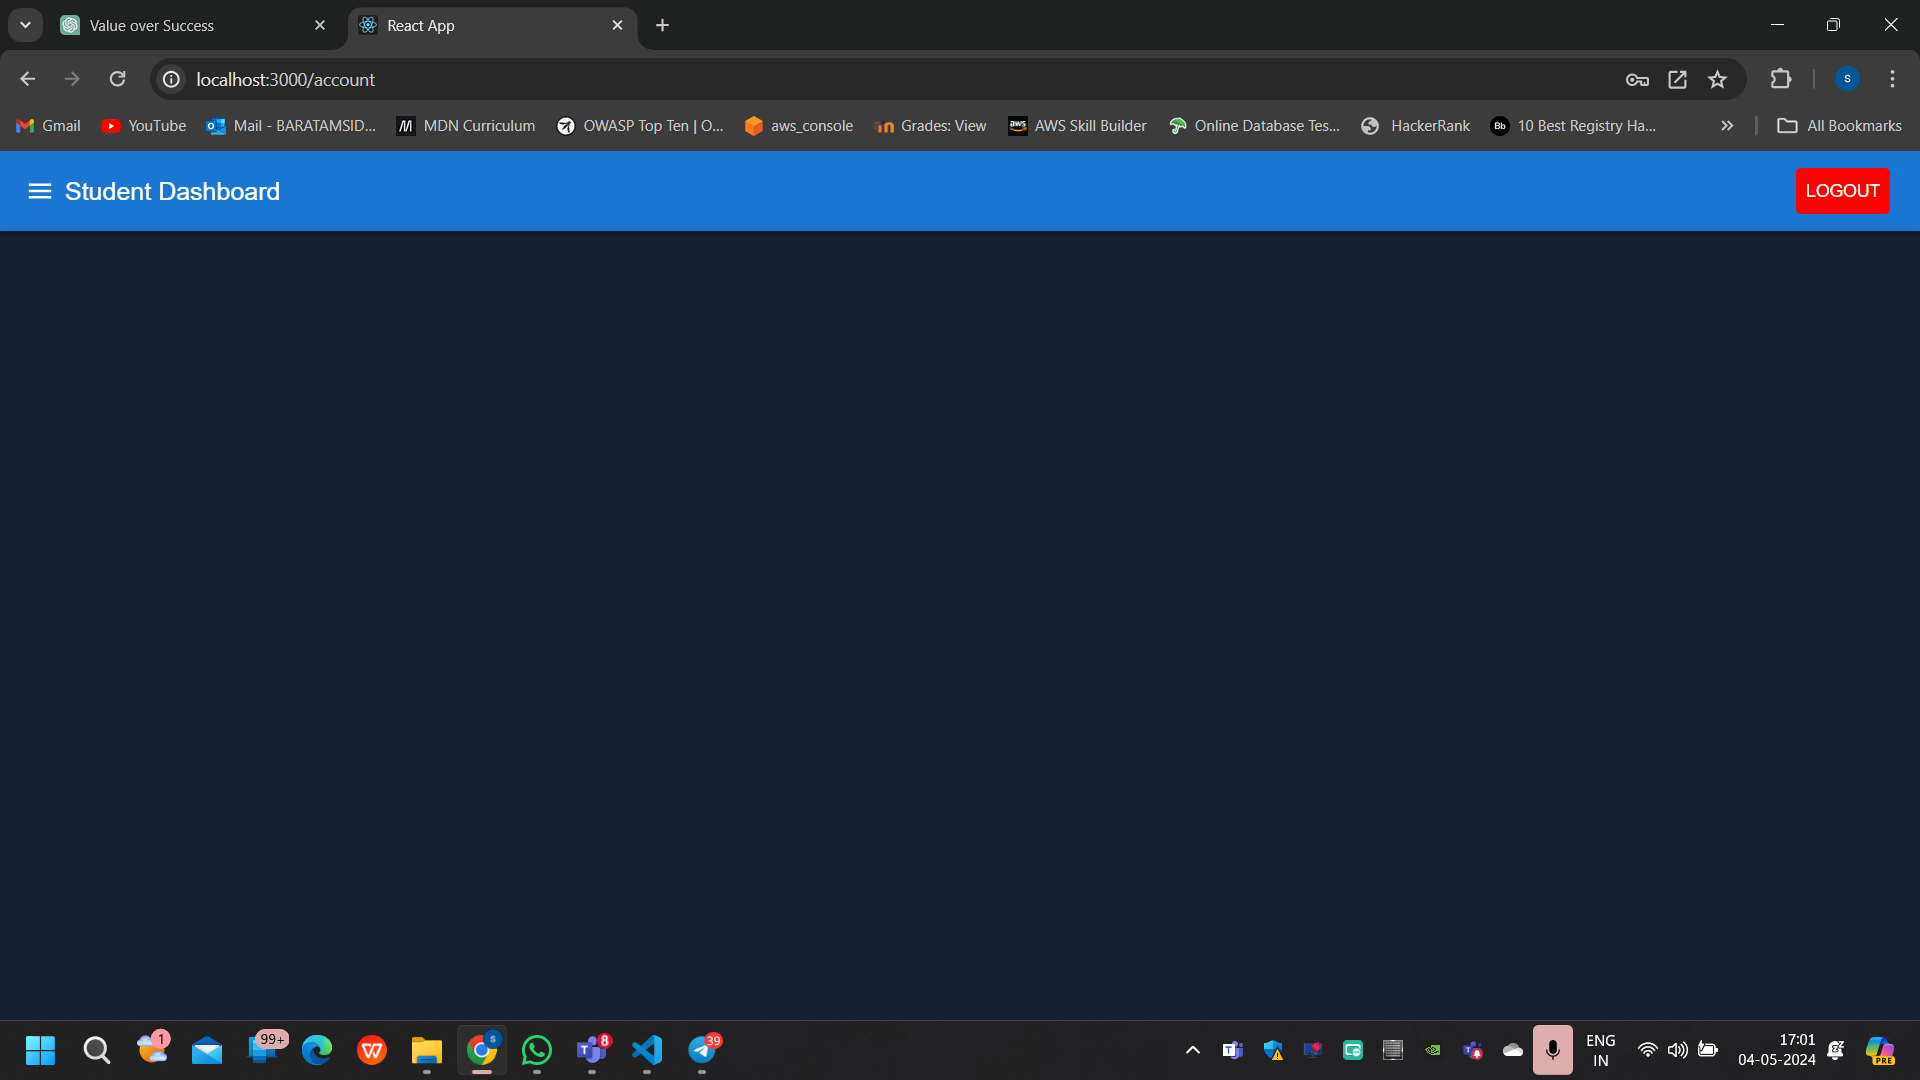 Value over Success
React App
localhost:3000/account
Gmail
YouTube
Mail - BARATAMSID...
MDN Curriculum
OWASP Top Ten | O...
aws_console
Grades: View
AWS Skill Builder
Online Database Tes...
HackerRank
10 Best Registry Ha...
All Bookmarks
Student Dashboard
LOGOUT
1
99+
8
39
ENG
IN
17:01
04-05-2024
PRE